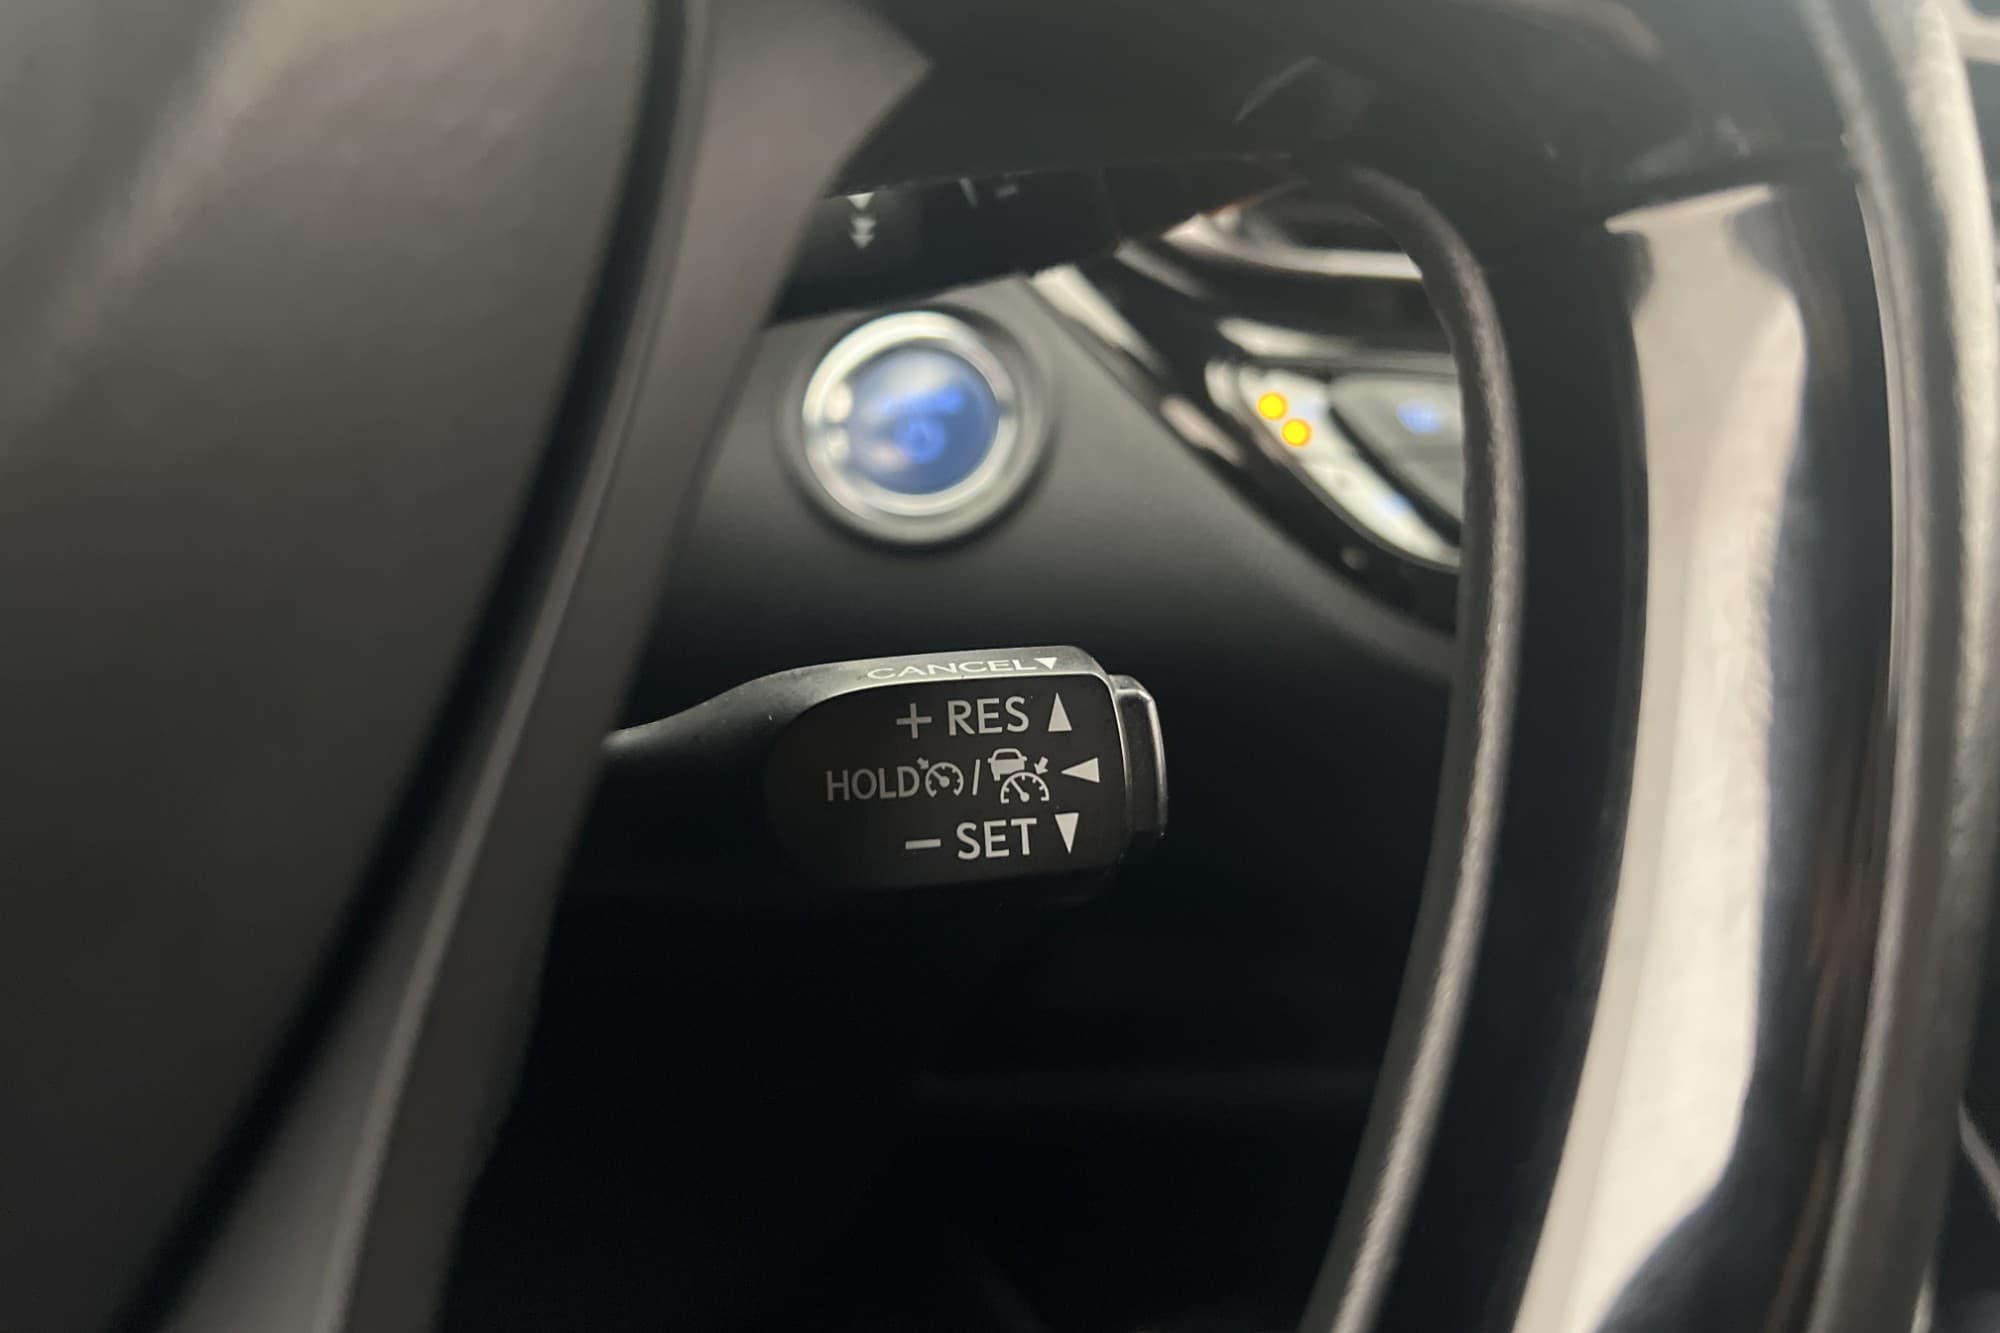 CANCEL▼
+ RES ▲
HOLD / ◀
− SET ▼